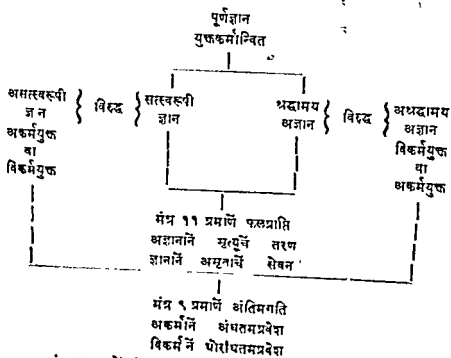 पूर्णज्ञान
युक्तकर्मान्वित
असत्स्वरूपी } विरुद्ध { सत्स्वरूपी श्रद्धामय } विरुद्ध { अश्रद्धामय
ज्ञान ज्ञान अज्ञान अज्ञान
अकर्मयुक्त विकर्मयुक्त
वा वा
विकर्मयुक्त अकर्मयुक्त
मंत्र ११ प्रमाणें फलप्राप्ति
अज्ञानानें मृत्यूचें तरण
ज्ञानानें अमृताचें सेवन
मंत्र ९ प्रमाणें अंतिमगति
अकर्मानें अंधतमप्रवेश
विकर्मानें घोरांधतमप्रवेश